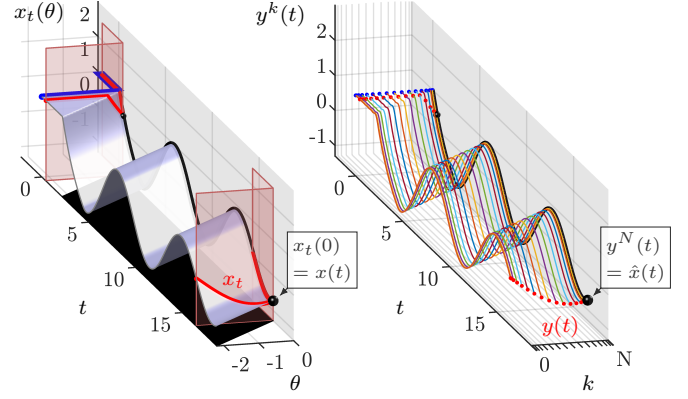 x_t(θ)
2
1
0
-1
0
5
10
15
t
-2
-1
0
θ
x_t
x_t(0)
= x(t)
y^k(t)
2
1
0
-1
0
5
10
15
t
0
N
k
y(t)
y^N(t)
= x̂(t)